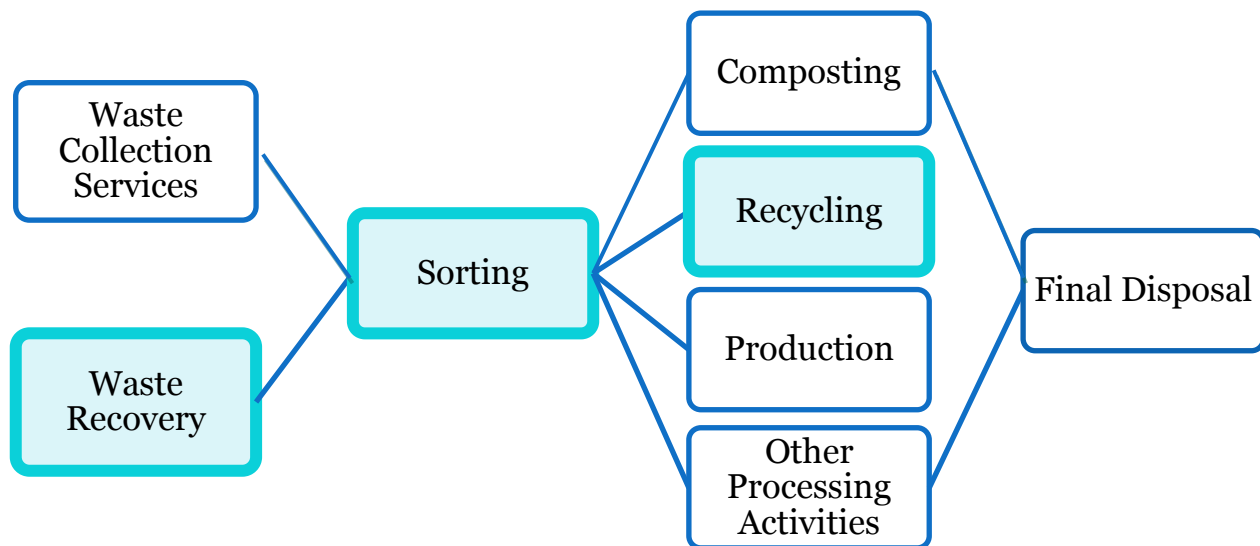 Waste
Collection
Services
Waste
Recovery
Sorting
Composting
Recycling
Production
Other
Processing
Activities
Final Disposal